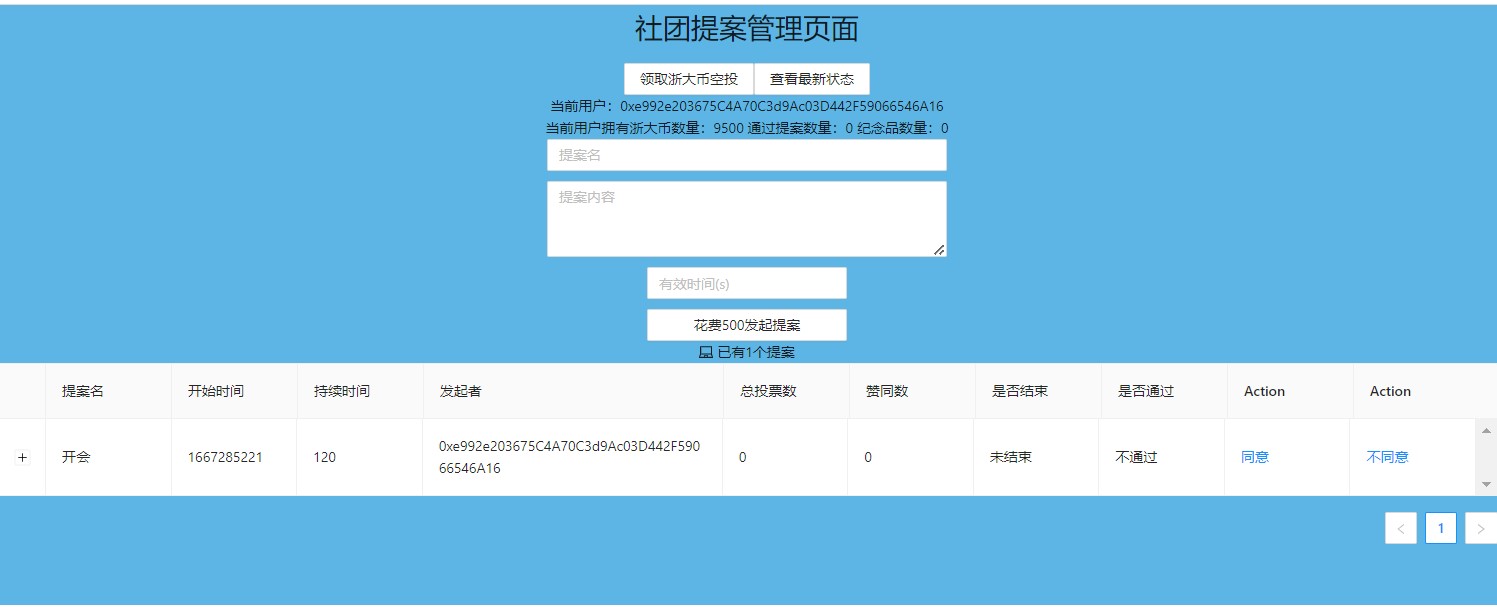 社团提案管理页面
领取浙大币空投 查看最新状态
当前用户：0xe992e203675C4A70C3d9Ac03D442F59066546A16
当前用户拥有浙大币数量：9500 通过提案数量：0 纪念品数量：0
提案名
提案内容
有效时间(s)
花费500发起提案
已有1个提案
提案名 开始时间 持续时间 发起者 总投票数 赞同数 是否结束 是否通过 Action Action
+ 开会 1667285221 120 0xe992e203675C4A70C3d9Ac03D442F590 0 0 未结束 不通过 同意 不同意
66546A16
< 1 >